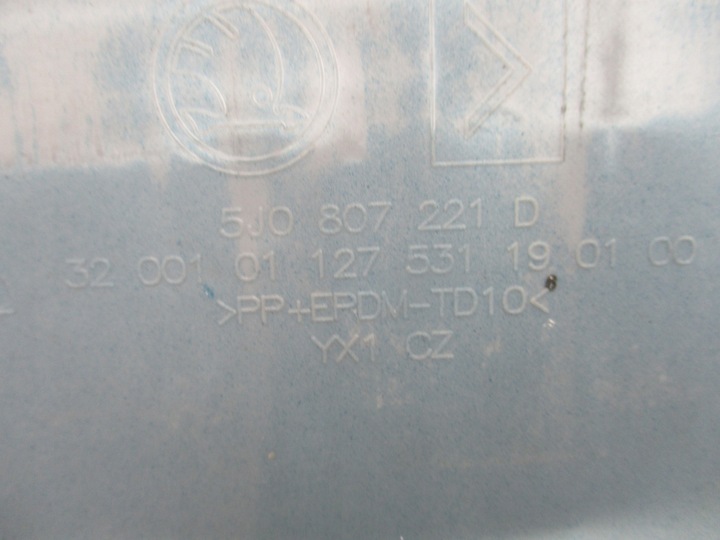 5J0 807 221 D
32 001 01 127 531 19 01 00
>PP+EPDM-TD10<
YX1 CZ